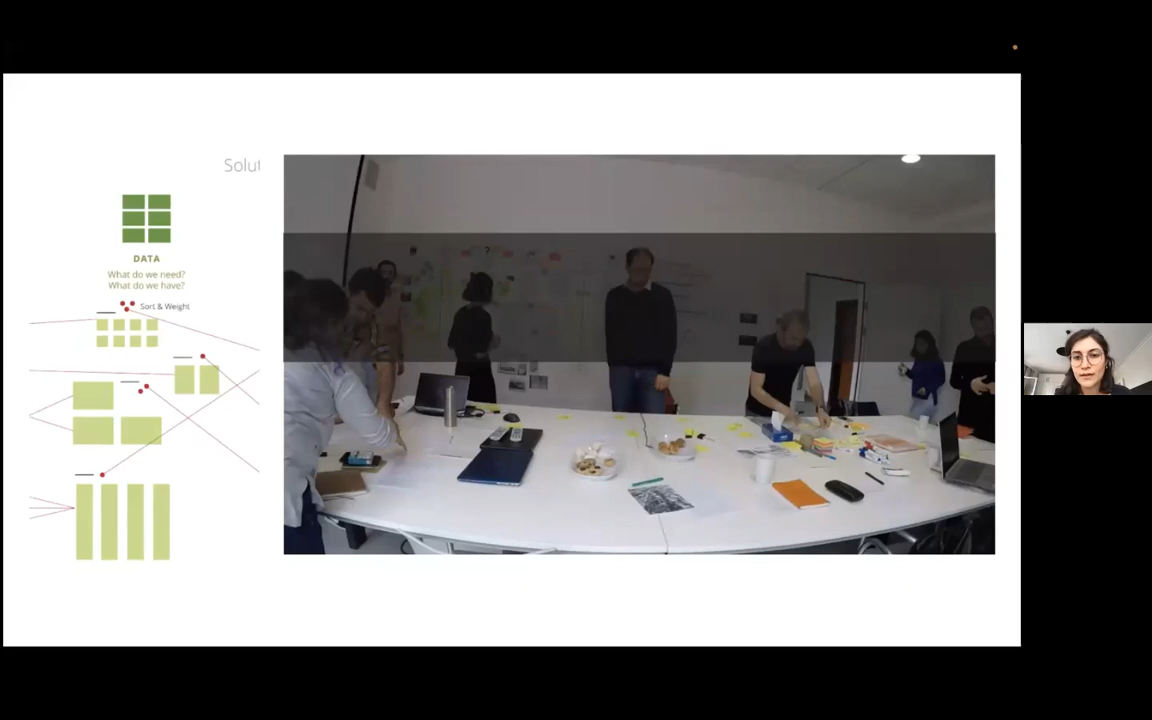 Solut
DATA
What do we need?
What do we have?
Sort & Weight